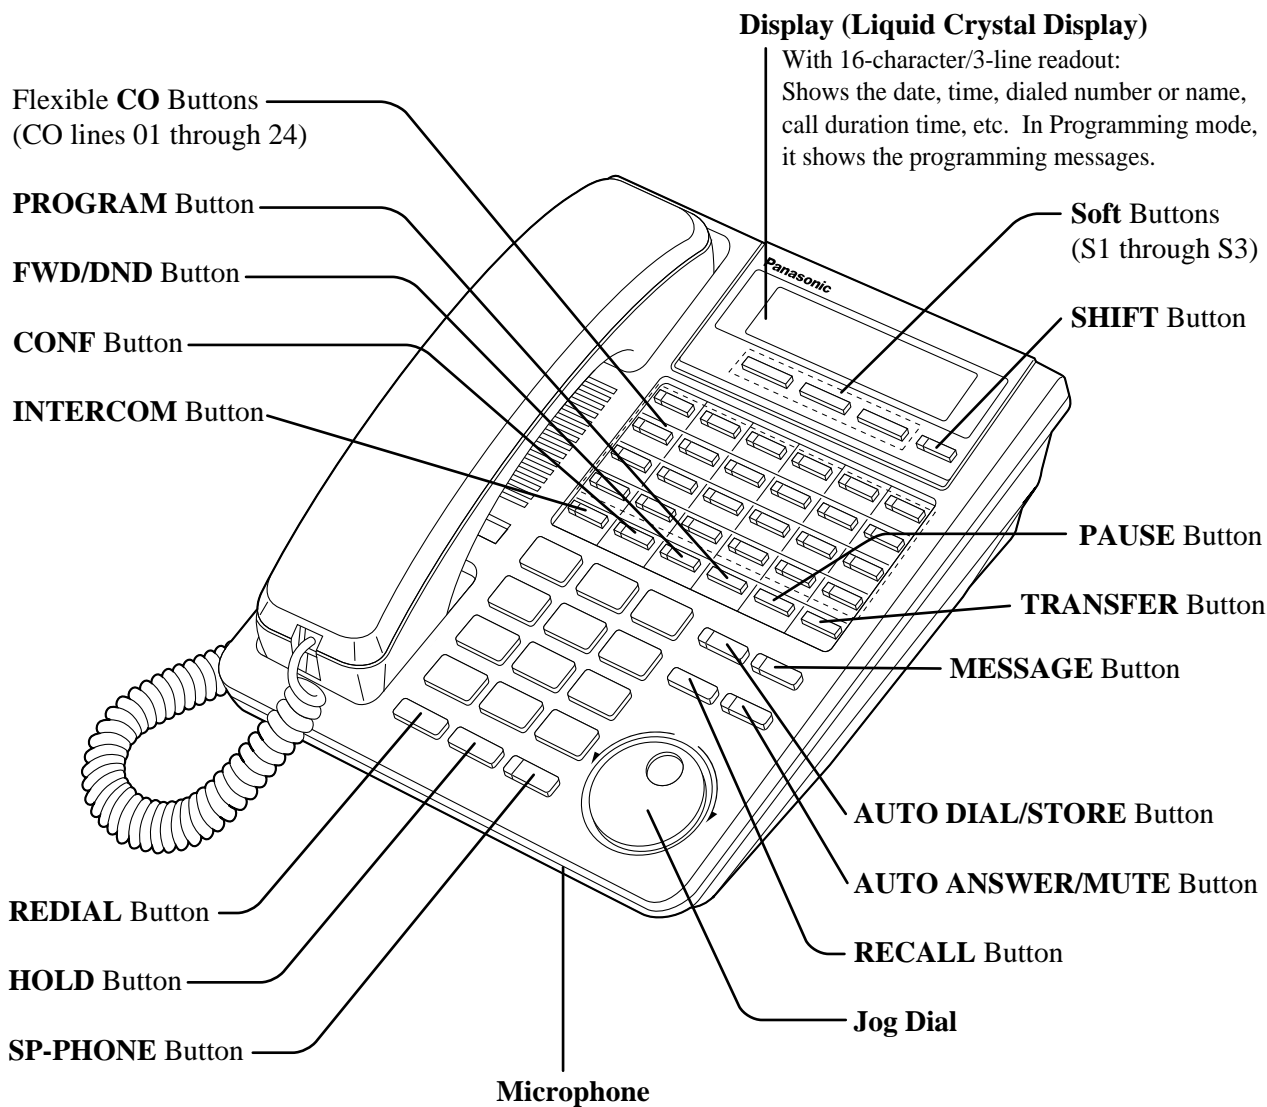 Display (Liquid Crystal Display)
With 16-character/3-line readout:
Shows the date, time, dialed number or name,
call duration time, etc.  In Programming mode,
it shows the programming messages.
Flexible CO Buttons
(CO lines 01 through 24)
PROGRAM Button
FWD/DND Button
CONF Button
INTERCOM Button
Soft Buttons
(S1 through S3)
SHIFT Button
Panasonic
PAUSE Button
TRANSFER Button
MESSAGE Button
AUTO DIAL/STORE Button
AUTO ANSWER/MUTE Button
RECALL Button
Jog Dial
REDIAL Button
HOLD Button
SP-PHONE Button
Microphone